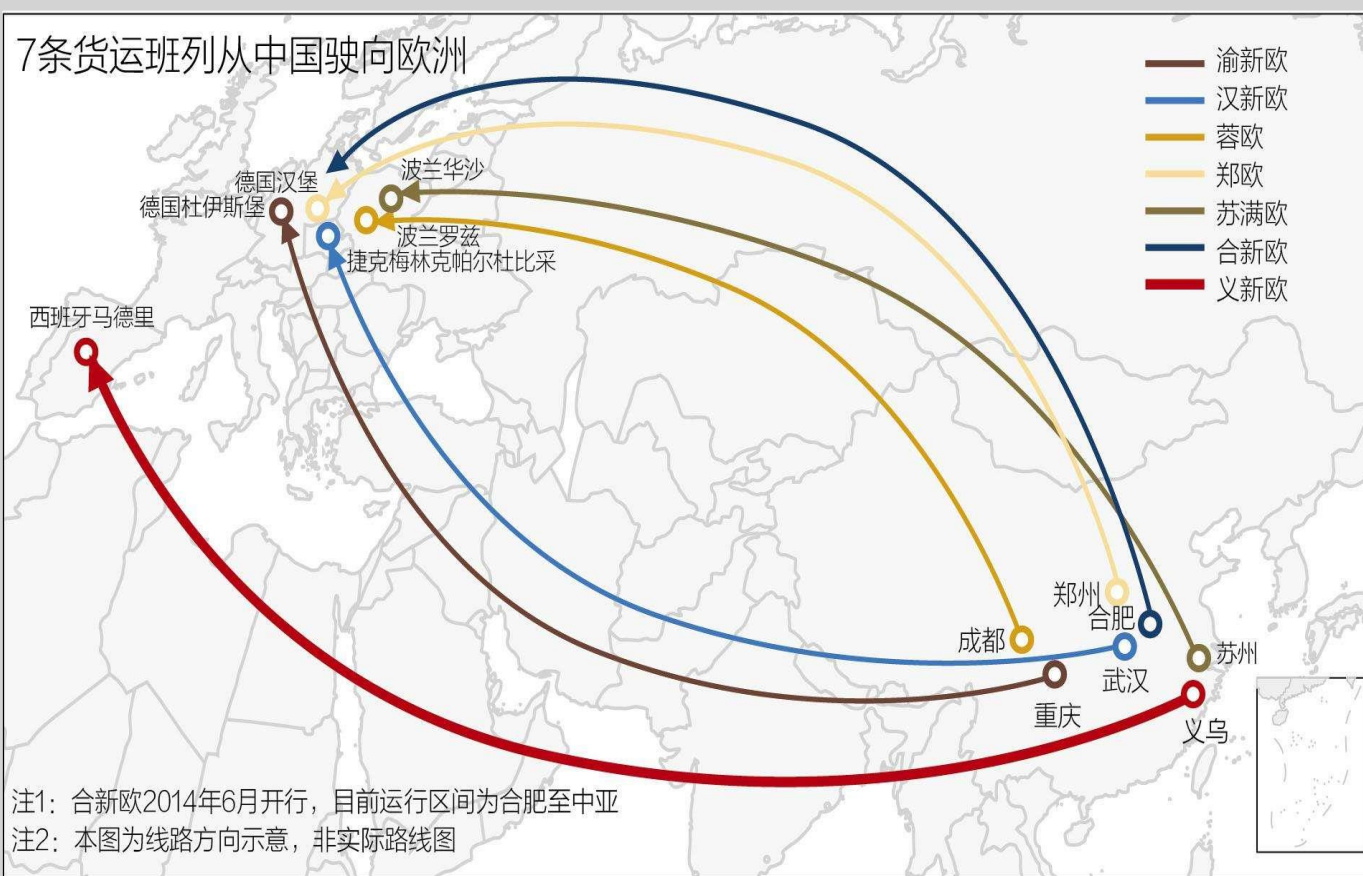 7条货运班列从中国驶向欧洲
渝新欧
汉新欧
蓉欧
郑欧
苏满欧
合新欧
义新欧
波兰华沙
德国汉堡
德国杜伊斯堡
波兰罗兹
捷克梅林克帕尔杜比采
西班牙马德里
郑州
合肥
成都
武汉
苏州
重庆
义乌
注1：合新欧2014年6月开行，目前运行区间为合肥至中亚
注2：本图为线路方向示意，非实际路线图